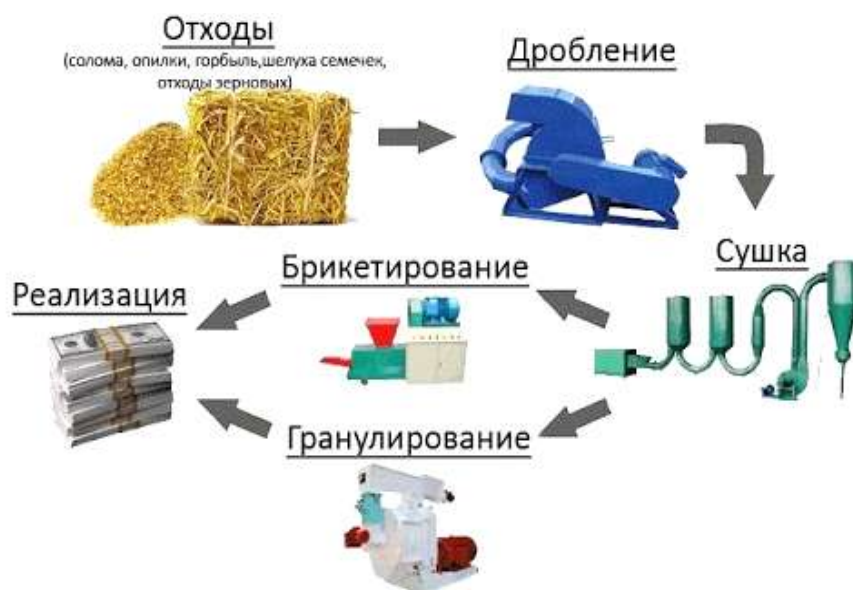 Отходы
(солома, опилки, горбыль,шелуха семечек,
отходы зерновых)
Дробление
Сушка
Брикетирование
Реализация
Гранулирование